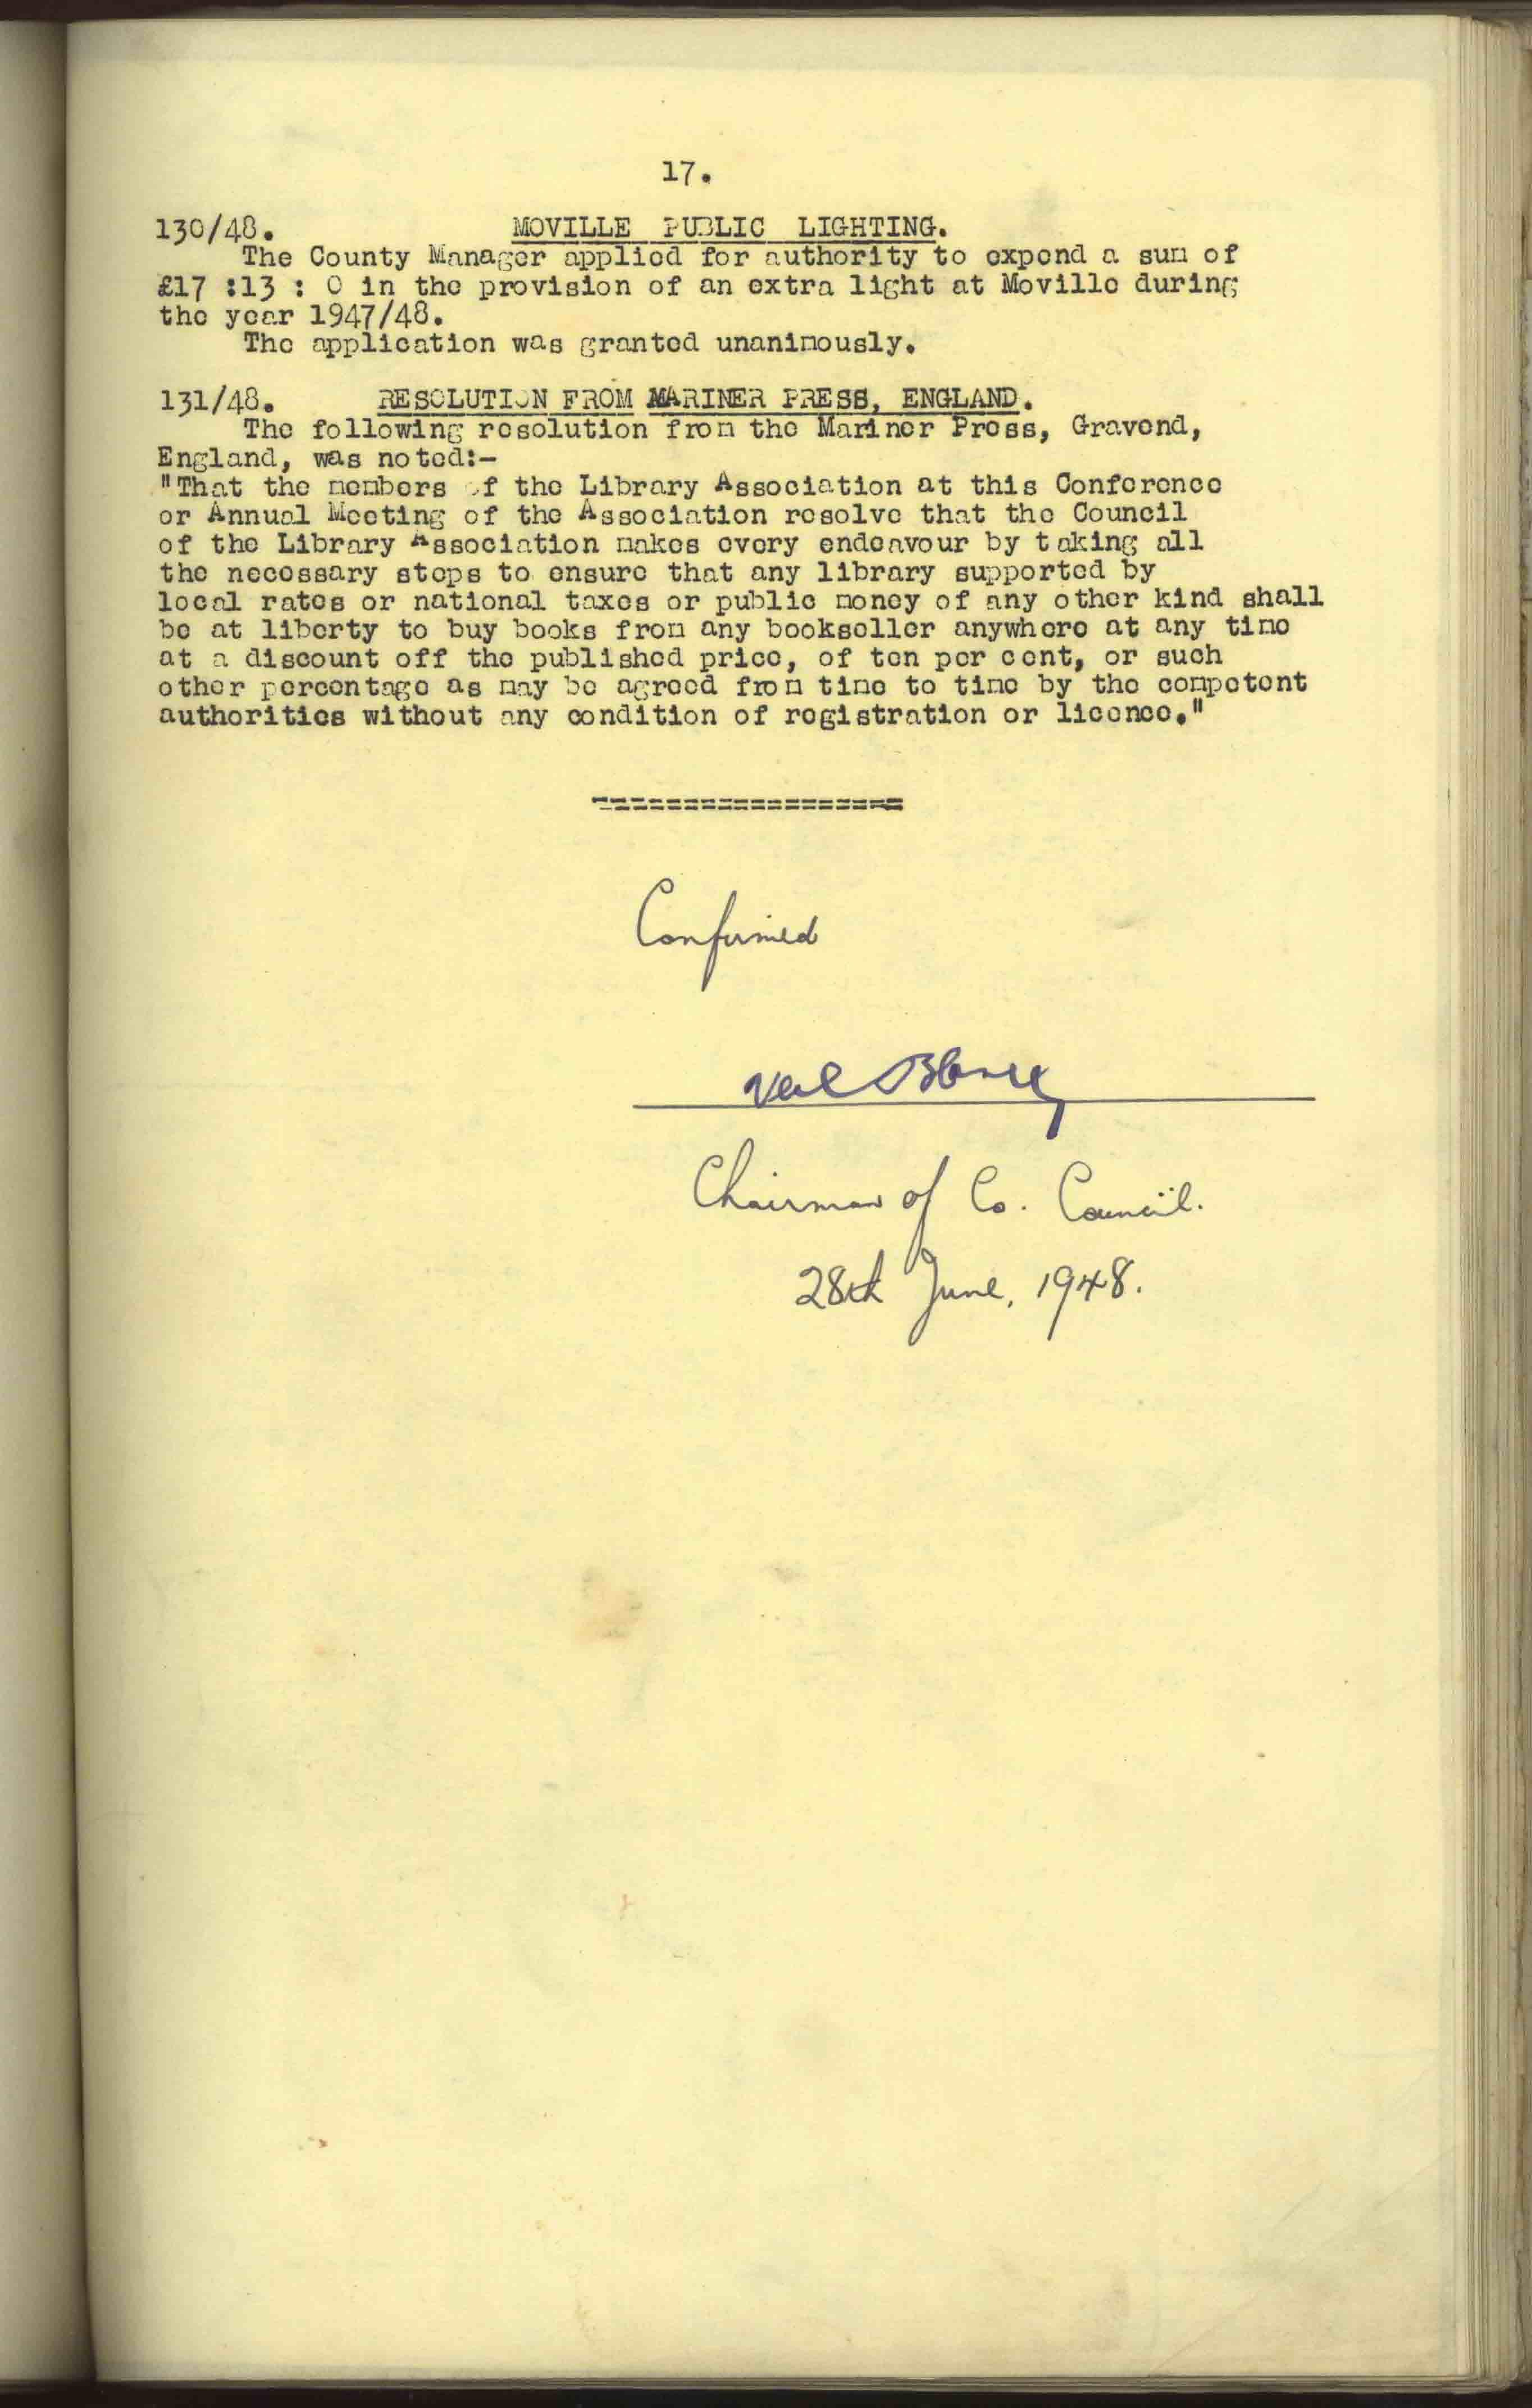 17.
130/48. MOVILLE PUBLIC LIGHTING.
The County Manager applied for authority to expend a sum of
£17 :13 : 0 in the provision of an extra light at Moville during
the year 1947/48.
The application was granted unanimously.
131/48. RESOLUTION FROM MARINER PRESS, ENGLAND.
The following resolution from the Mariner Press, Gravend,
England, was noted:-
"That the members of the Library Association at this Conference
or Annual Meeting of the Association resolve that the Council
of the Library Association makes every endeavour by taking all
the necessary steps to ensure that any library supported by
local rates or national taxes or public money of any other kind shall
be at liberty to buy books from any bookseller anywhere at any time
at a discount off the published price, of ten per cent, or such
other percentage as may be agreed from time to time by the competent
authorities without any condition of registration or licence."
==================
Confirmed
Neal Blaney
Chairman of Co. Council.
28th June, 1948.